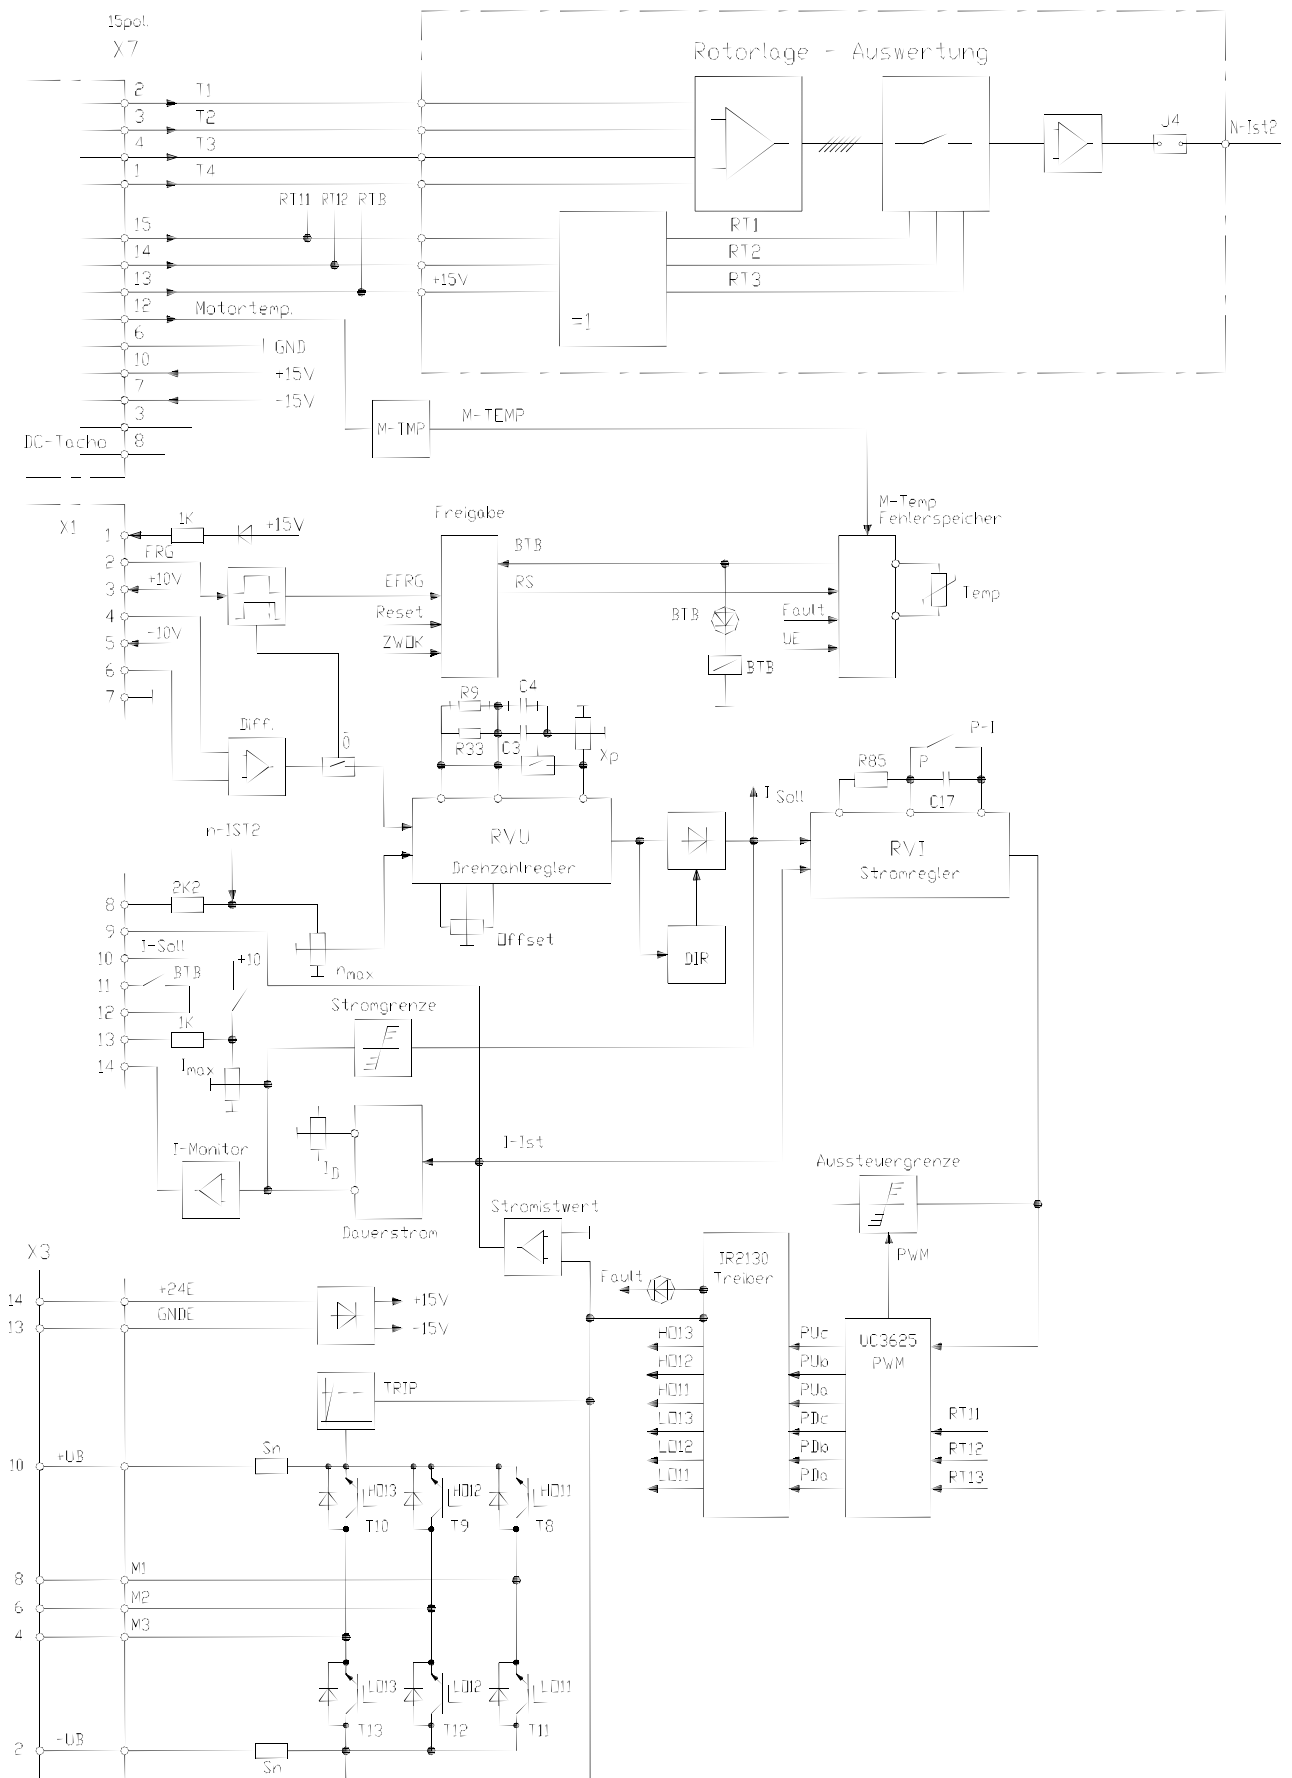 15pol.
X7
Rotorlage - Auswertung
2 T1
3 T2
4 T3
1 T4
J4
N-Ist2
RT11 RT12 RTB
15
14
13
+15V
12 Motortemp.
6 GND
10 +15V
7 -15V
3
DC-Tacho 8
RT1
RT2
RT3
=1
M-TMP
M-TEMP
M-Temp
Fehlerspeicher
X1
1 1K +15V
2 FRG
3 +10V
4
5 -10V
6
7
Freigabe
EFRG
Reset
ZWOK
BTB
RS
BTB
BTB
Fault
UE
Temp
Diff.
0
R9 C4
R33 C3 Xp
RVU
Drehzahlregler
Offset
I Soll
DIR
P-I
R85 P
C17
RVI
Stromregler
n-IST2
8 2K2
9
10 I-Soll
11 BTB
12
13 1K
14
+10
nmax
Imax
Stromgrenze
I-Monitor
ID
Dauerstrom
I-Ist
Stromistwert
Aussteuergrenze
PWM
X3
14 +24E
13 GNDE
+15V
-15V
TRIP
Fault
IR2130
Treiber
UC3625
PWM
HO13 PUc
HO12 PUb
HO11 PUa
LO13 PDc RT11
LO12 PDb RT12
LO11 PDa RT13
10 +UB Sn
HO13 HO12 HO11
T10 T9 T8
8 M1
6 M2
4 M3
LO13 LO12 LO11
T13 T12 T11
2 -UB Sn